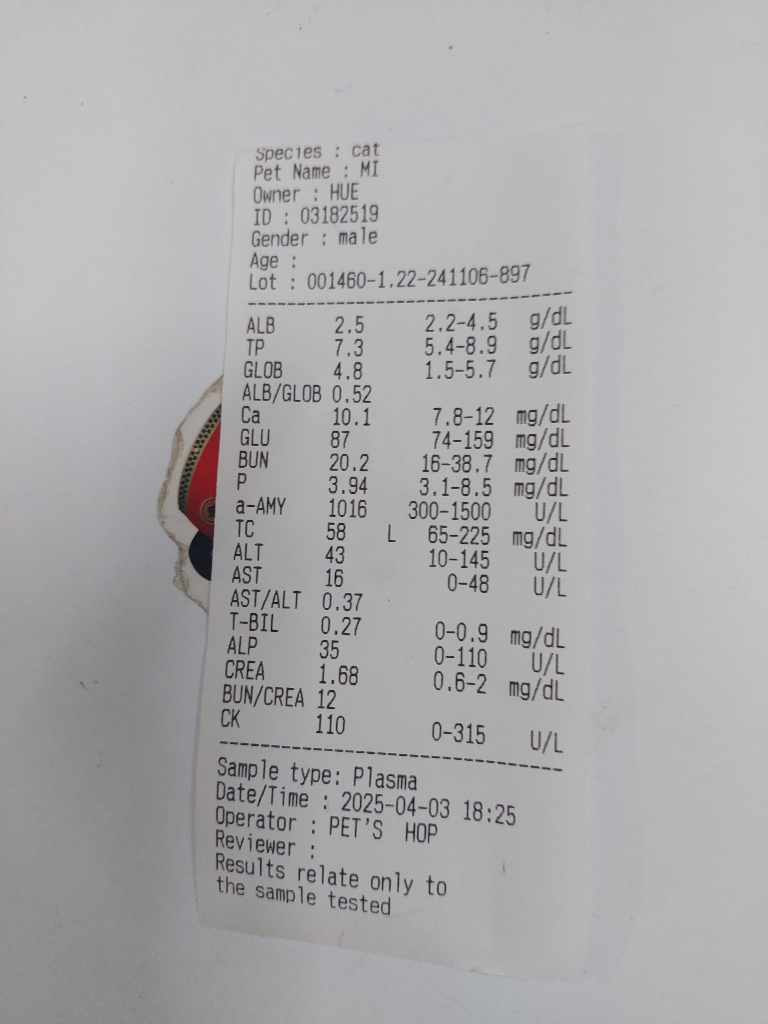 Species : cat
Pet Name : MI
Owner : HUE
ID : 03182519
Gender : male
Age :
Lot : 001460-1.22-241106-897
ALB 2.5 2.2-4.5 g/dL
TP 7.3 5.4-8.9 g/dL
GLOB 4.8 1.5-5.7 g/dL
ALB/GLOB 0.52
Ca 10.1 7.8-12 mg/dL
GLU 87 74-159 mg/dL
BUN 20.2 16-38.7 mg/dL
P 3.94 3.1-8.5 mg/dL
a-AMY 1016 300-1500 U/L
TC 58 L 65-225 mg/dL
ALT 43 10-145 U/L
AST 16 0-48 U/L
AST/ALT 0.37
T-BIL 0.27 0-0.9 mg/dL
ALP 35 0-110 U/L
CREA 1.68 0.6-2 mg/dL
BUN/CREA 12
CK 110 0-315 U/L
Sample type: Plasma
Date/Time : 2025-04-03 18:25
Operator : PET'S HOP
Reviewer :
Results relate only to
the sample tested